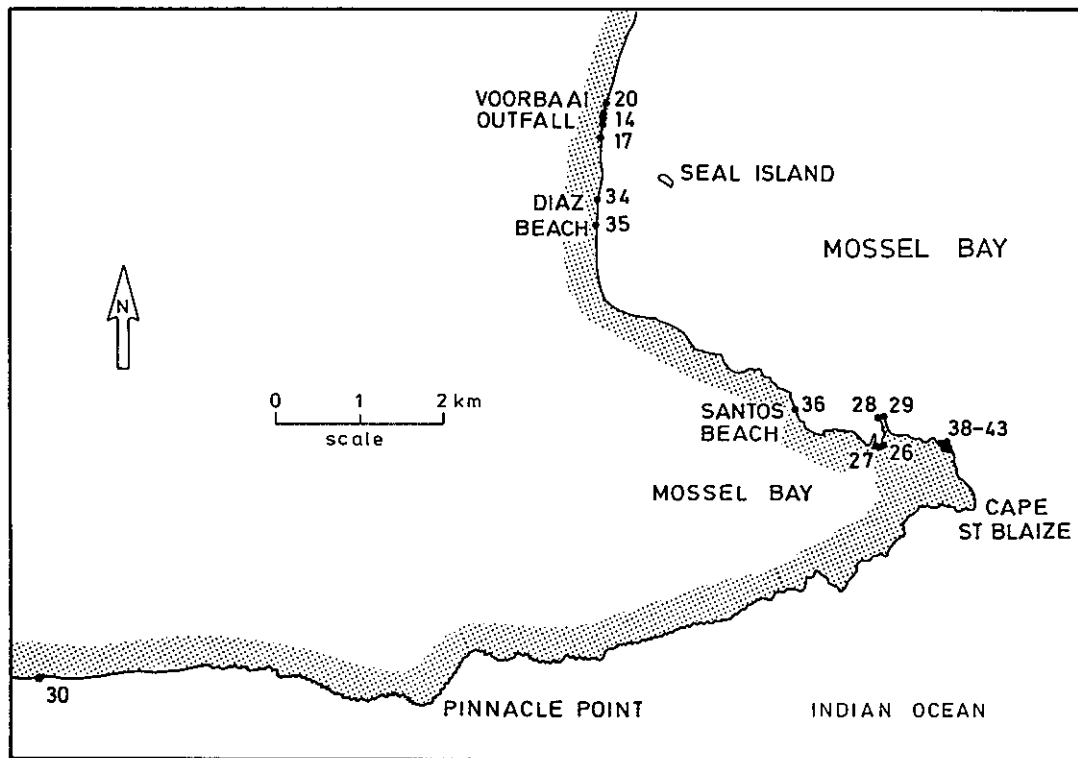 VOORBAAI
OUTFALL
20
14
17
SEAL ISLAND
DIAZ
BEACH
34
35
MOSSEL BAY
N
0 1 2 km
scale
SANTOS
BEACH
36
28
29
27
26
38-43
MOSSEL BAY
CAPE
ST BLAIZE
30
PINNACLE POINT
INDIAN OCEAN